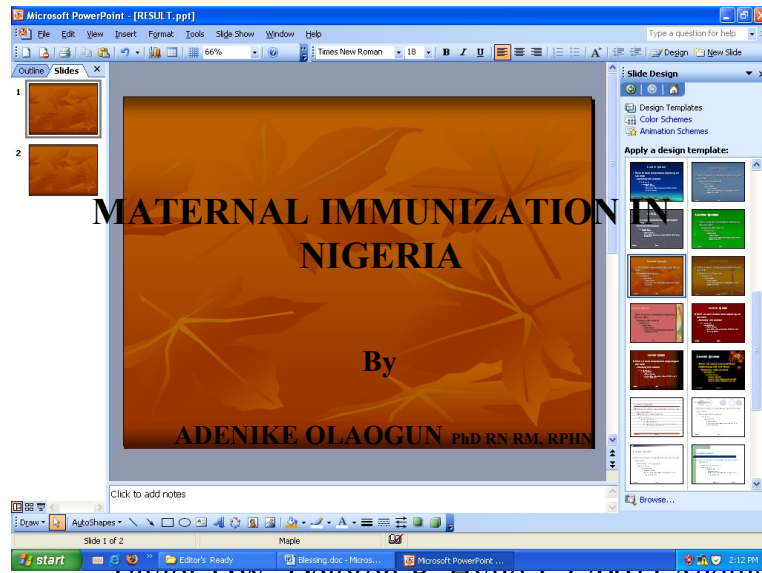 Microsoft PowerPoint - [RESULT.ppt]
File Edit View Insert Format Tools Slide Show Window Help
Type a question for help
66%
Times New Roman 18 B I U Design New Slide
Outline Slides
Slide Design
1
Design Templates
Color Schemes
Animation Schemes
2
Apply a design template:
MATERNAL IMMUNIZATION IN
NIGERIA
By
ADENIKE OLAOGUN PhD RN RM, RPHN
Click to add notes
Browse...
Draw AutoShapes
Slide 1 of 2
Maple
start
Editor's Ready
Blessing.doc - Micros...
Microsoft PowerPoint ...
2:12 PM